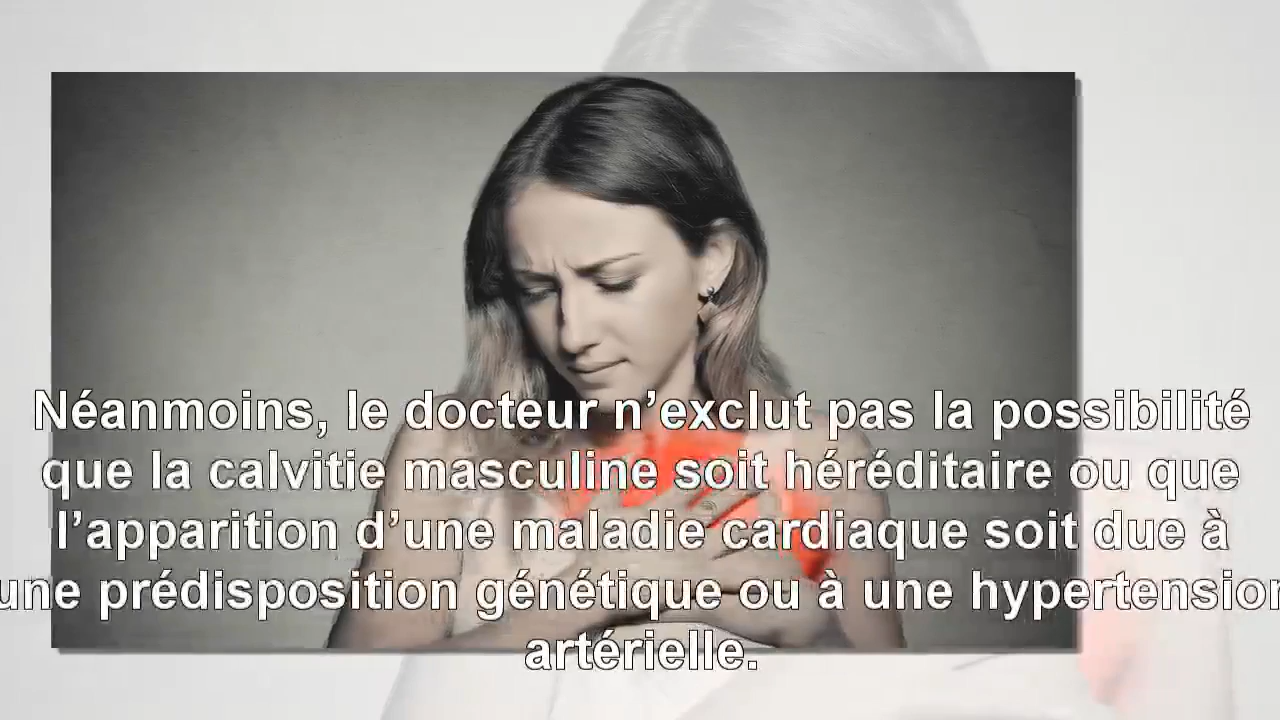 Néanmoins, le docteur n’exclut pas la possibilité
que la calvitie masculine soit héréditaire ou que
l’apparition d’une maladie cardiaque soit due à
une prédisposition génétique ou à une hypertension
artérielle.